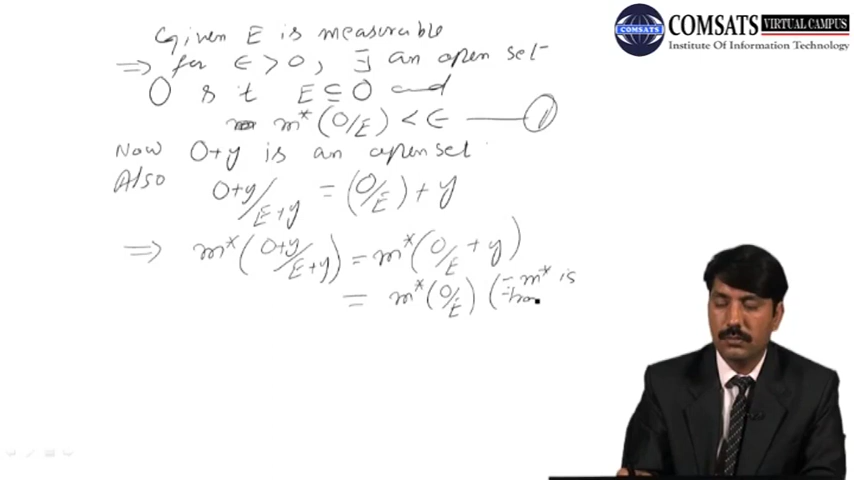 COMSATS VIRTUAL CAMPUS
Institute Of Information Technology
Given E is measurable
⟹ for ϵ > 0, ∃ an open set
O s t E ⊆ O and
m*(O/E) < ϵ —— ①
Now O+y is an open set
Also O+y/E+y = (O/E) + y
⟹ m*(O+y/E+y) = m*(O/E + y)
= m*(O/E) (∵ m* is